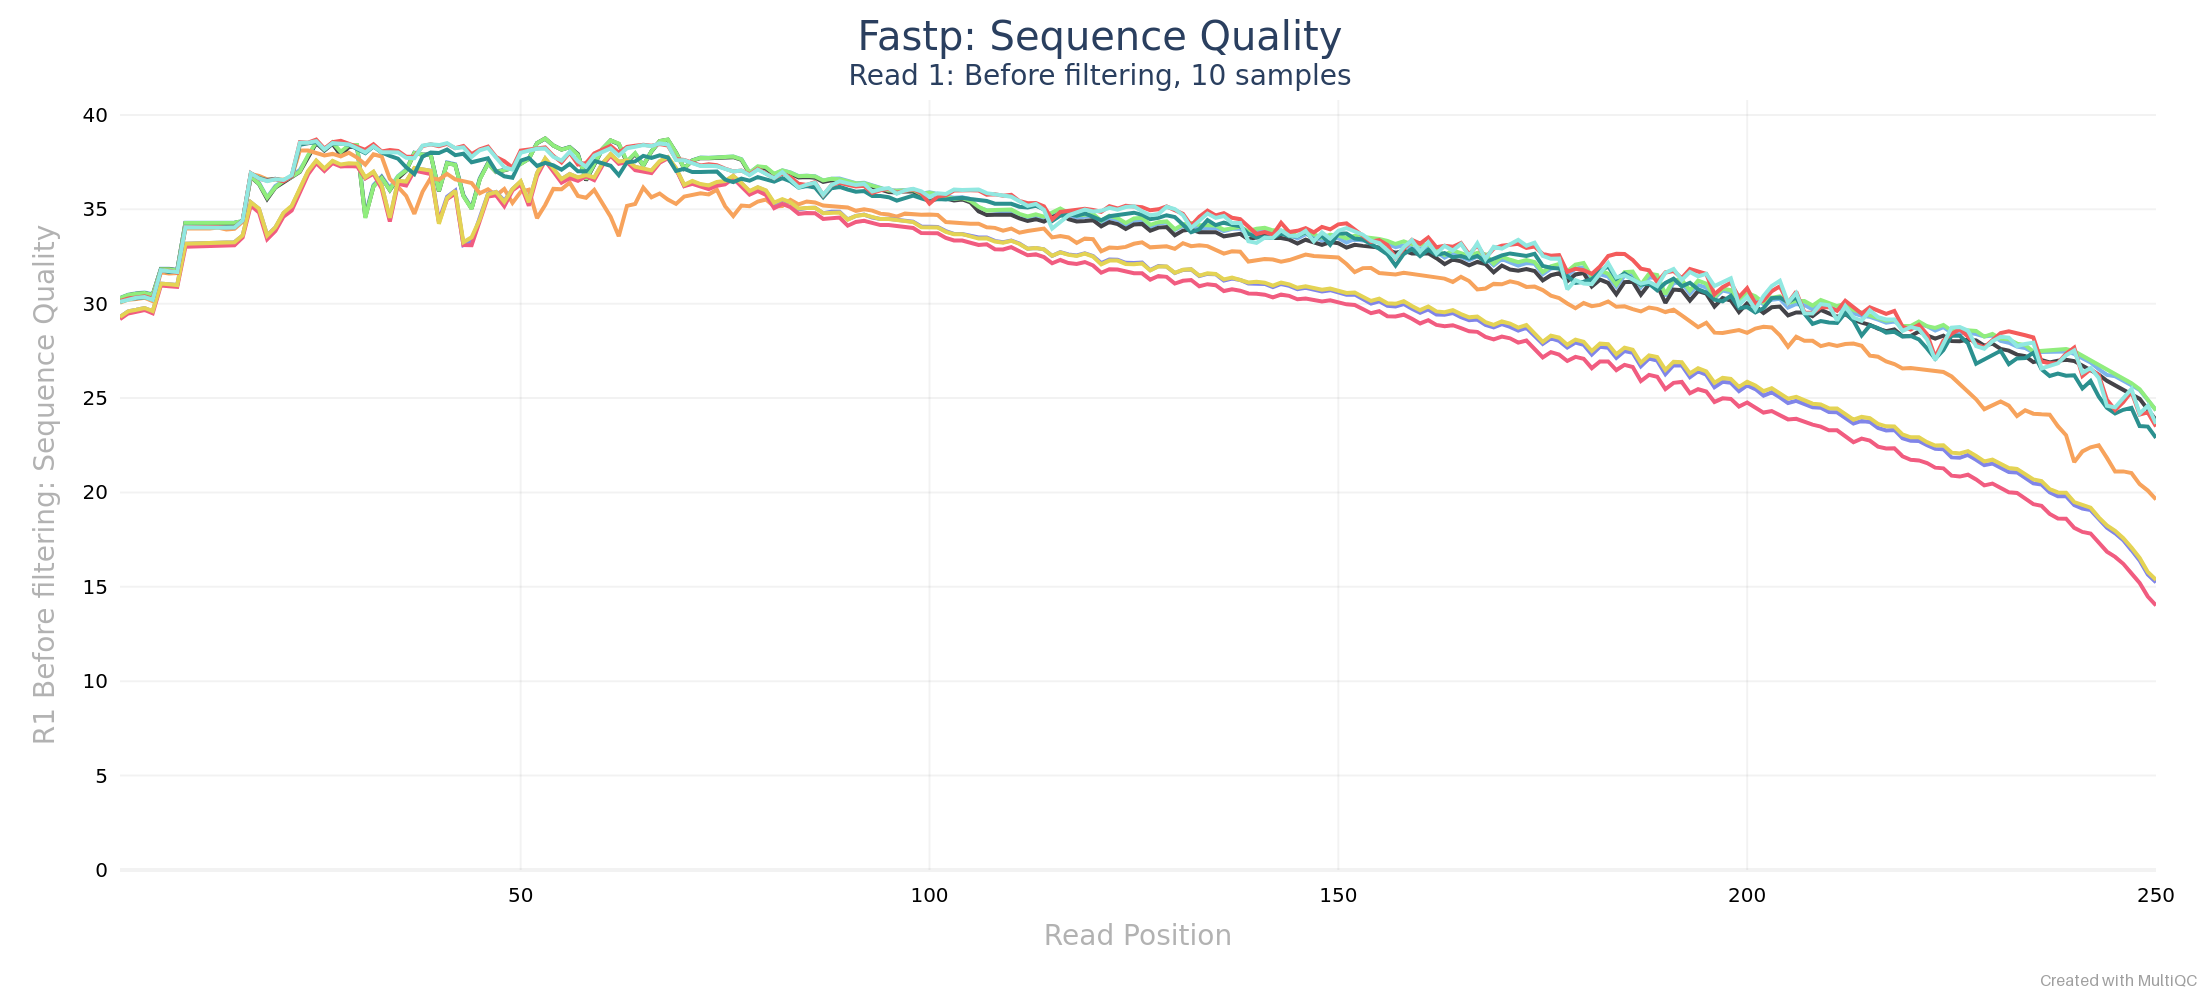 Fastp: Sequence Quality
Read 1: Before filtering, 10 samples
R1 Before filtering: Sequence Quality
40
35
30
25
20
15
10
5
0
50
100
150
200
250
Read Position
Created with MultiQC